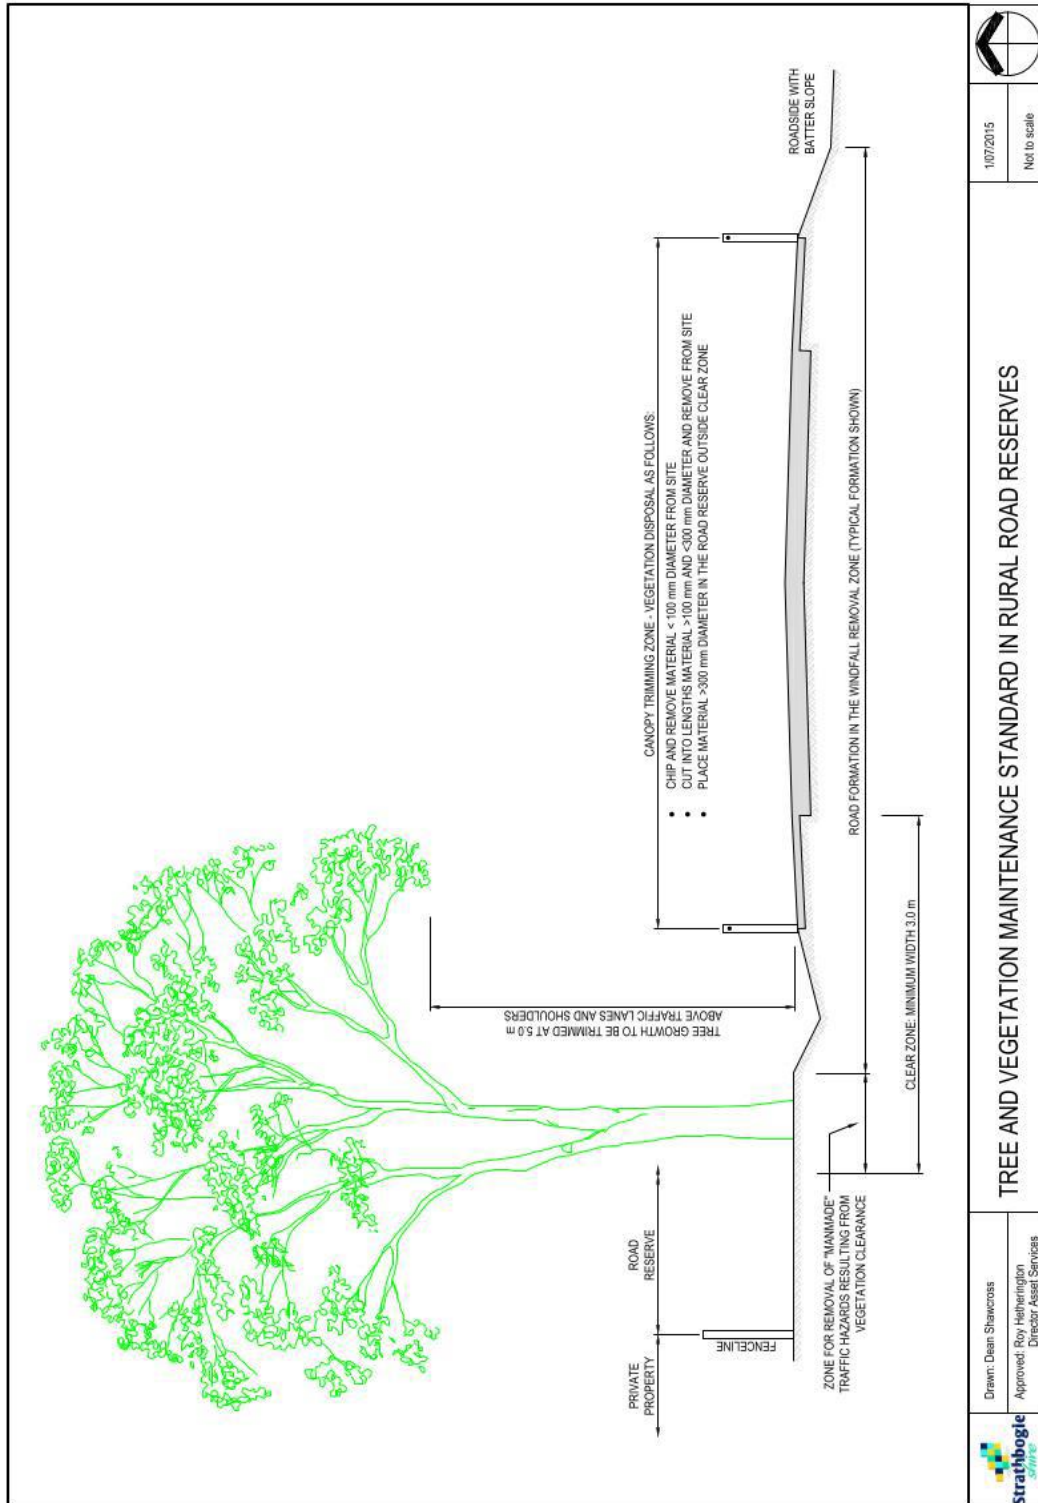 CANOPY TRIMMING ZONE - VEGETATION DISPOSAL AS FOLLOWS:
• CHIP AND REMOVE MATERIAL < 100 mm DIAMETER FROM SITE
• CUT INTO LENGTHS MATERIAL >100 mm AND <300 mm DIAMETER AND REMOVE FROM SITE
• PLACE MATERIAL >300 mm DIAMETER IN THE ROAD RESERVE OUTSIDE CLEAR ZONE
TREE GROWTH TO BE TRIMMED AT 5.0 m
ABOVE TRAFFIC LANES AND SHOULDERS
PRIVATE
PROPERTY
ROAD
RESERVE
FENCELINE
ROADSIDE WITH
BATTER SLOPE
ZONE FOR REMOVAL OF "MANMADE"
TRAFFIC HAZARDS RESULTING FROM
VEGETATION CLEARANCE
ROAD FORMATION IN THE WINDFALL REMOVAL ZONE (TYPICAL FORMATION SHOWN)
CLEAR ZONE: MINIMUM WIDTH 3.0 m
Strathbogie
shire
Drawn: Dean Shawcross
Approved: Roy Hetherington
Director Asset Services
TREE AND VEGETATION MAINTENANCE STANDARD IN RURAL ROAD RESERVES
1/07/2015
Not to scale